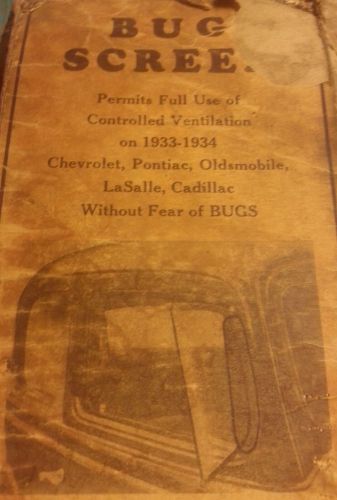 BUG
SCREE
Permits Full Use of
Controlled Ventilation
on 1933-1934
Chevrolet, Pontiac, Oldsmobile,
LaSalle, Cadillac
Without Fear of BUGS